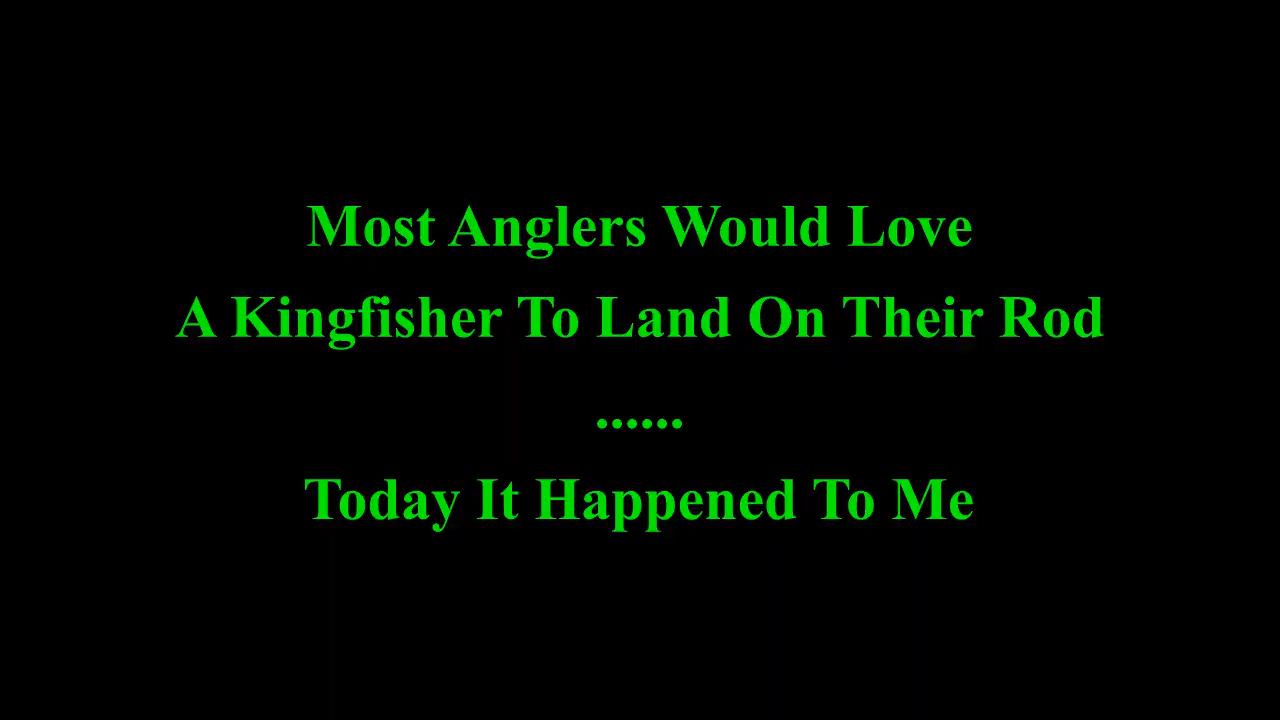 Most Anglers Would Love
A Kingfisher To Land On Their Rod
......
Today It Happened To Me